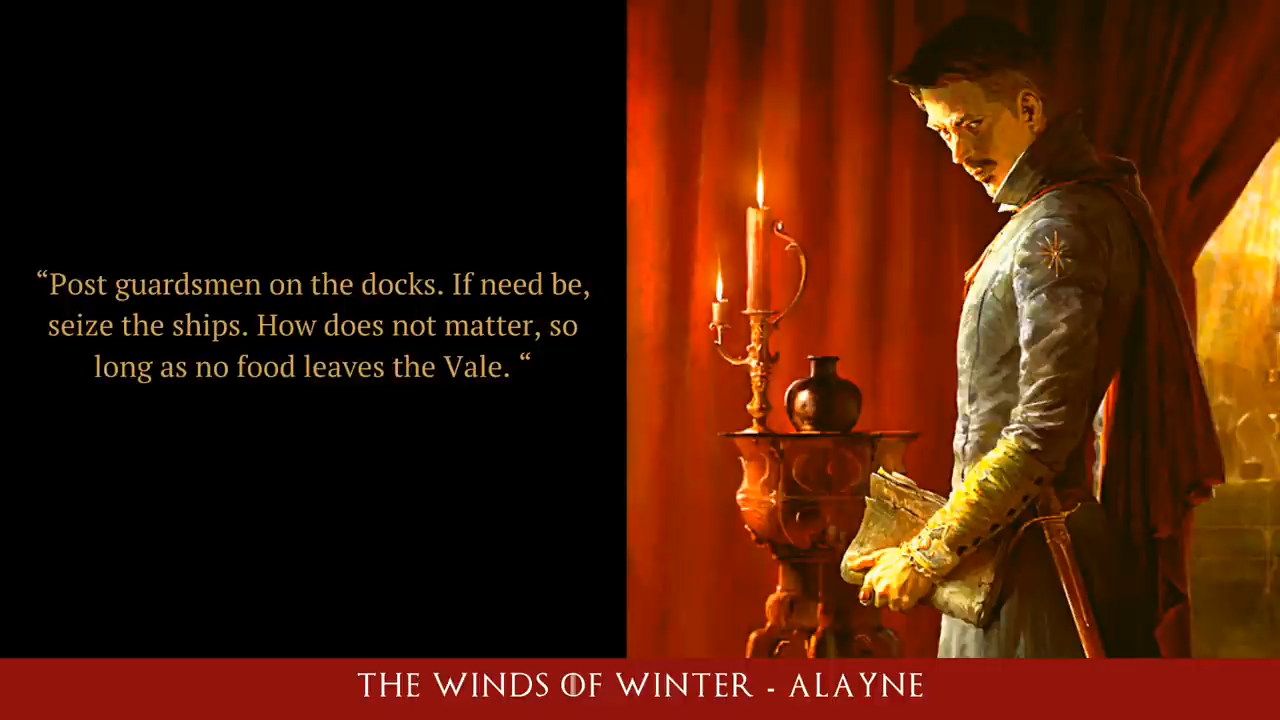 “Post guardsmen on the docks. If need be,
seize the ships. How does not matter, so
long as no food leaves the Vale. “
THE WINDS OF WINTER - ALAYNE